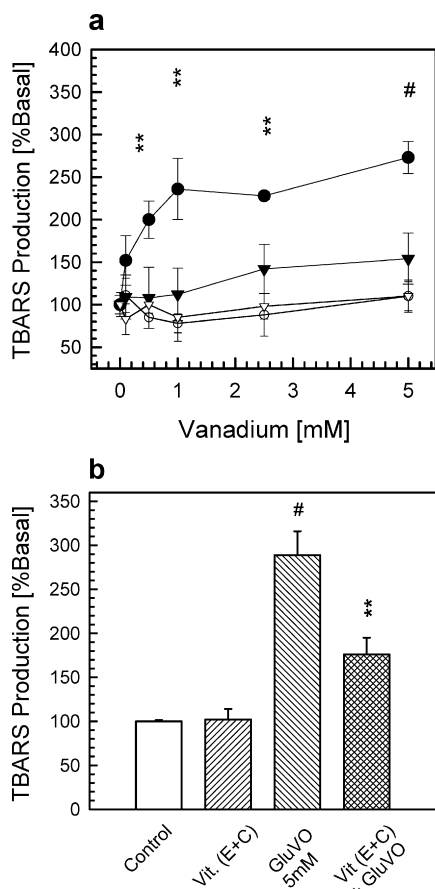 a
400
350
300
250
200
150
100
50
TBARS Production [%Basal]
**
**
**
#
0
1
2
3
4
5
Vanadium [mM]
b
350
300
250
200
150
100
50
0
TBARS Production [%Basal]
#
**
Control
Vit. (E+C)
GluVO
5mM
Vit (E+C)
GluVO